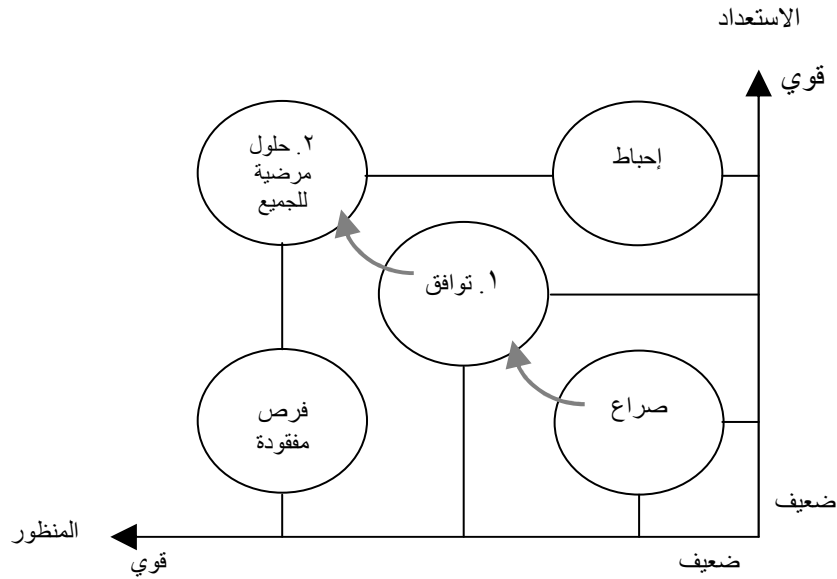 الاستعداد
قوي
إحباط
٢. حلول
مرضية
للجميع
١. توافق
صراع
فرص
مفقودة
ضعيف
المنظور
ضعيف
قوي